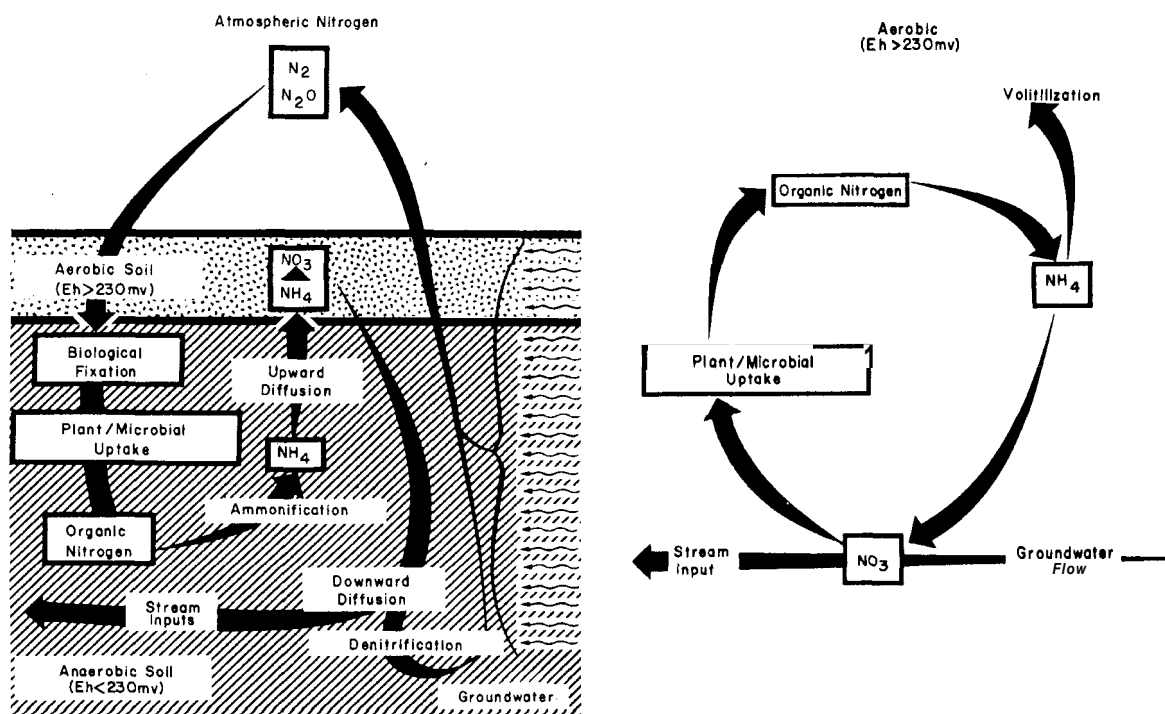 Atmospheric Nitrogen
N2
N2O
Aerobic Soil
(Eh>230mv)
NO3
NH4
Biological
Fixation
Upward
Diffusion
Plant/Microbial
Uptake
NH4
Ammonification
Organic
Nitrogen
Downward
Diffusion
Stream
Inputs
Denitrification
Anaerobic Soil
(Eh<230mv)
Groundwater
Aerobic
(Eh>230mv)
Volitilization
Organic Nitrogen
NH4
Plant/Microbial
Uptake
Stream
Input
NO3
Groundwater
Flow